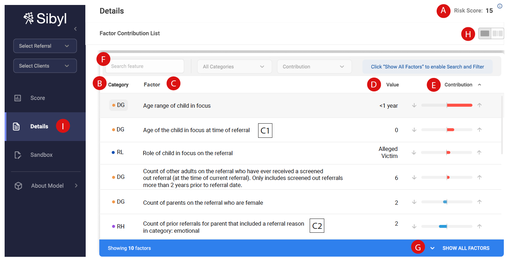 Sibyl
Select Referral
Select Clients
Score
Details
I
Sandbox
About Model
Details
A
Risk Score: 15
Factor Contribution List
H
F
Search feature
All Categories
Contribution
Click "Show All Factors" to enable Search and Filter
B
Category
Factor
C
D
Value
E
Contribution
DG
Age range of child in focus
<1 year
DG
Age of the child in focus at time of referral
C1
0
RL
Role of child in focus on the referral
Alleged
Victim
DG
Count of other adults on the referral who have ever received a screened
out referral (at the time of current referral). Only includes screened out referrals
more than 2 years prior to referral date.
6
DG
Count of parents on the referral who are female
2
RH
Count of prior referrals for parent that included a referral reason
in category: emotional
C2
2
Showing 10 factors
G
SHOW ALL FACTORS